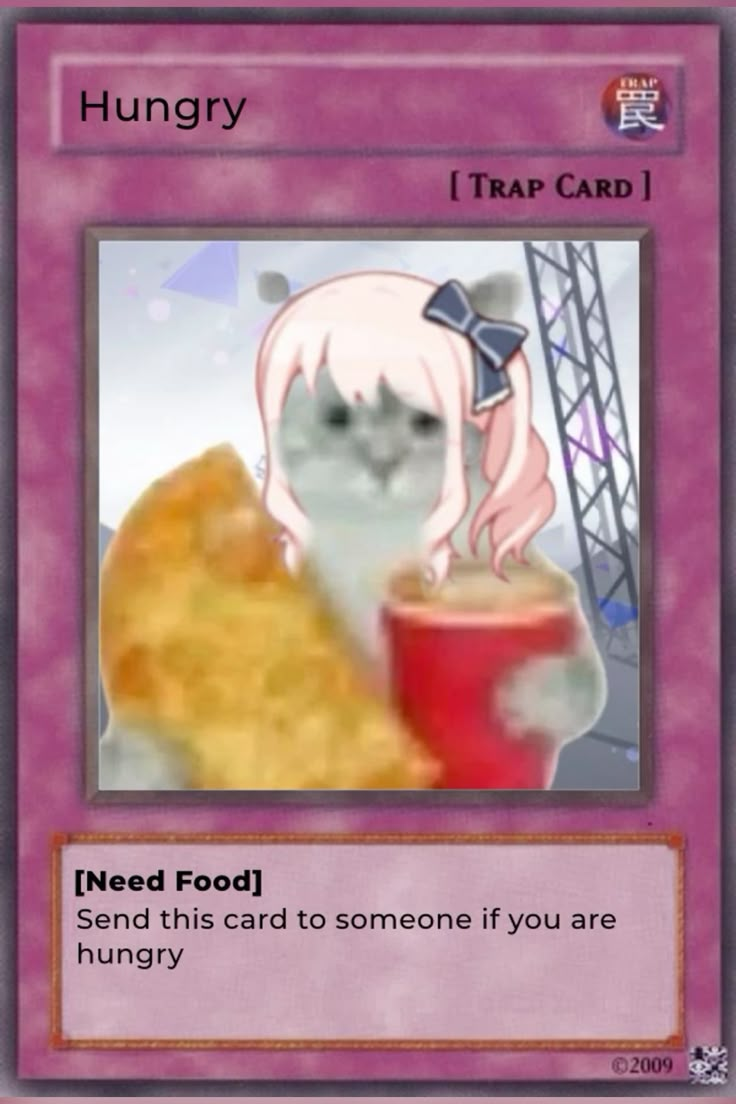 Hungry
TRAP
罠
[ TRAP CARD ]
[Need Food]
Send this card to someone if you are
hungry
©2009